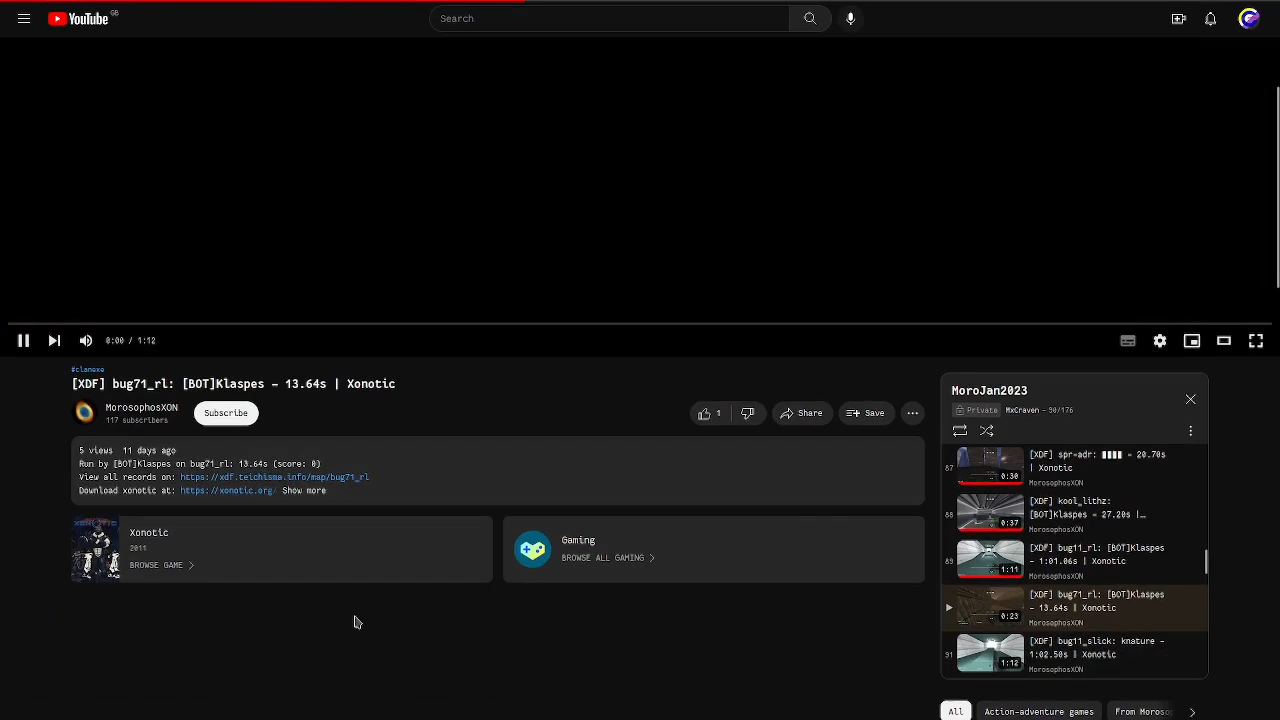 YouTube GB
Search
0:00 / 1:12
#clanexe
[XDF] bug71_rl: [BOT]Klaspes – 13.64s | Xonotic
MorosophosXON
117 subscribers
Subscribe
1
Share
Save
5 views 11 days ago
Run by [BOT]Klaspes on bug71_rl: 13.64s (score: 0)
View all records on: https://xdf.teichisma.info/map/bug71_rl
Download xonotic at: https://xonotic.org/ Show more
Xonotic
2011
BROWSE GAME
Gaming
BROWSE ALL GAMING
MoroJan2023
Private MxCraven – 90/176
87
0:30
[XDF] spr=adr: ▮▮▮▮ – 20.70s
| Xonotic
MorosophosXON
88
0:37
[XDF] kool_lithz:
[BOT]Klaspes – 27.20s |…
MorosophosXON
89
1:11
[XDF] bug11_rl: [BOT]Klaspes
– 1:01.06s | Xonotic
MorosophosXON
0:23
[XDF] bug71_rl: [BOT]Klaspes
– 13.64s | Xonotic
MorosophosXON
91
1:12
[XDF] bug11_slick: knature –
1:02.50s | Xonotic
MorosophosXON
All
Action-adventure games
From Moroso